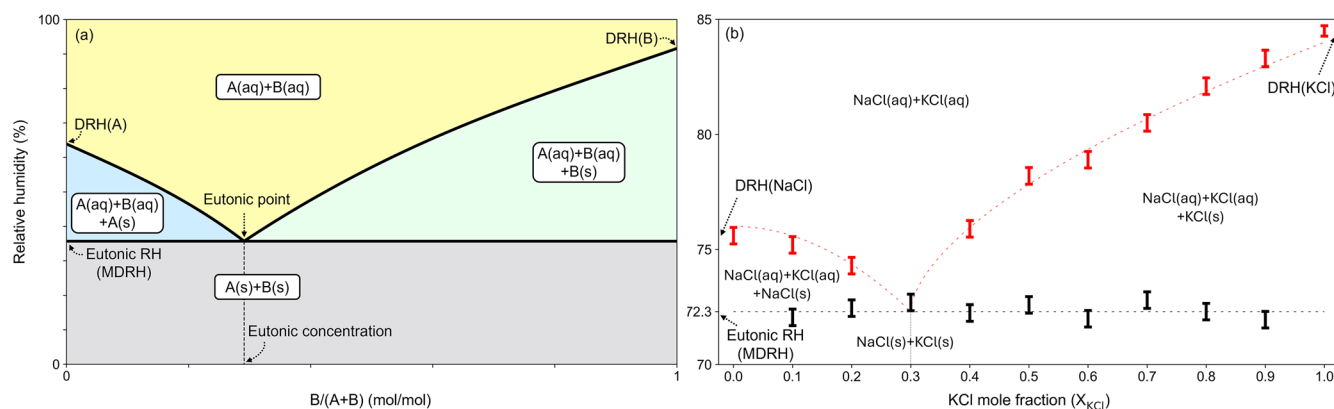 (a)
100
Relative humidity (%)
0
DRH(A)
DRH(B)
A(aq)+B(aq)
A(aq)+B(aq)
+A(s)
Eutonic point
A(aq)+B(aq)
+B(s)
Eutonic RH
(MDRH)
A(s)+B(s)
Eutonic concentration
0
1
B/(A+B) (mol/mol)
(b)
85
80
75
72.3
70
DRH(KCl)
NaCl(aq)+KCl(aq)
DRH(NaCl)
NaCl(aq)+KCl(aq)
+KCl(s)
NaCl(aq)+KCl(aq)
+NaCl(s)
Eutonic RH
(MDRH)
NaCl(s)+KCl(s)
0.0 0.1 0.2 0.3 0.4 0.5 0.6 0.7 0.8 0.9 1.0
KCl mole fraction (XKCl)